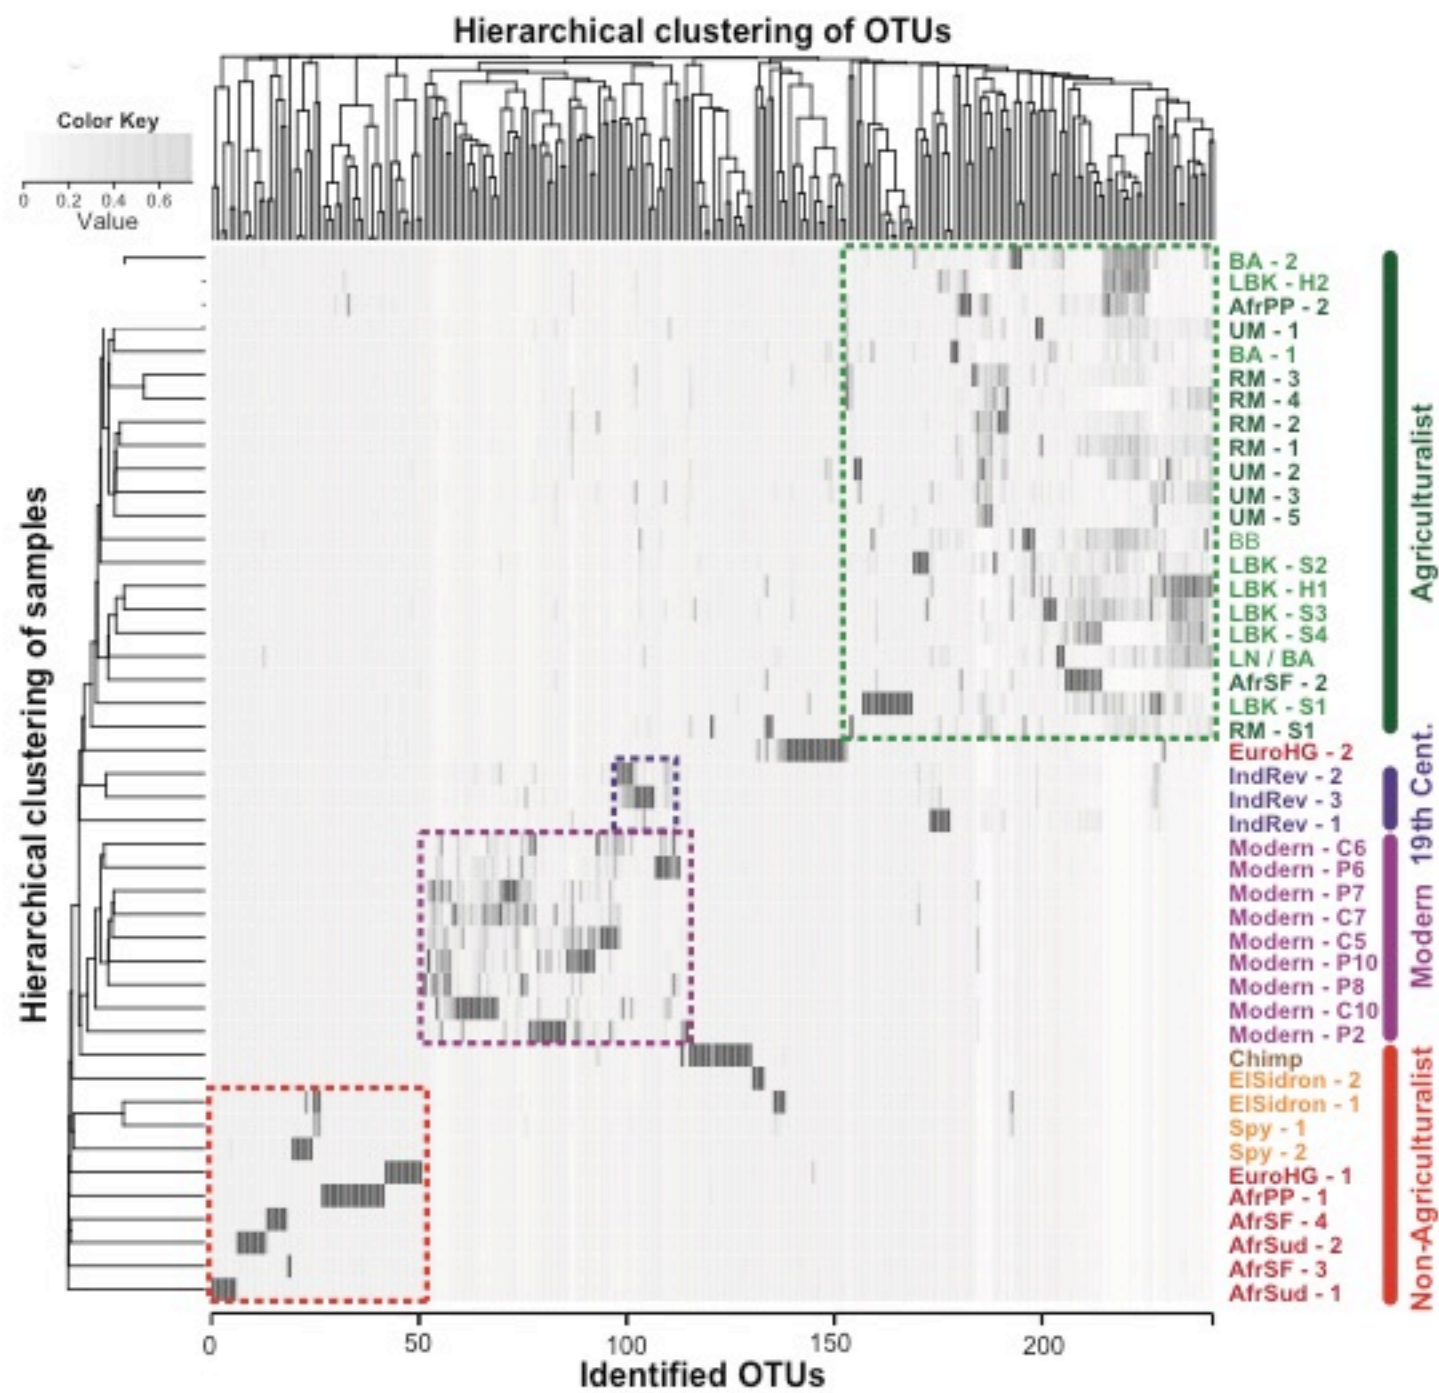 Hierarchical clustering of OTUs
Color Key
0 0.2 0.4 0.6
Value
Hierarchical clustering of samples
BA - 2
LBK - H2
AfrPP - 2
UM - 1
BA - 1
RM - 3
RM - 4
RM - 2
RM - 1
UM - 2
UM - 3
UM - 5
BB
LBK - S2
LBK - H1
LBK - S3
LBK - S4
LN / BA
AfrSF - 2
LBK - S1
RM - S1
EuroHG - 2
IndRev - 2
IndRev - 3
IndRev - 1
Modern - C6
Modern - P6
Modern - P7
Modern - C7
Modern - C5
Modern - P10
Modern - P8
Modern - C10
Modern - P2
Chimp
ElSidron - 2
ElSidron - 1
Spy - 1
Spy - 2
EuroHG - 1
AfrPP - 1
AfrSF - 4
AfrSud - 2
AfrSF - 3
AfrSud - 1
Agriculturalist
19th Cent.
Modern
Non-Agriculturalist
0 50 100 150 200
Identified OTUs